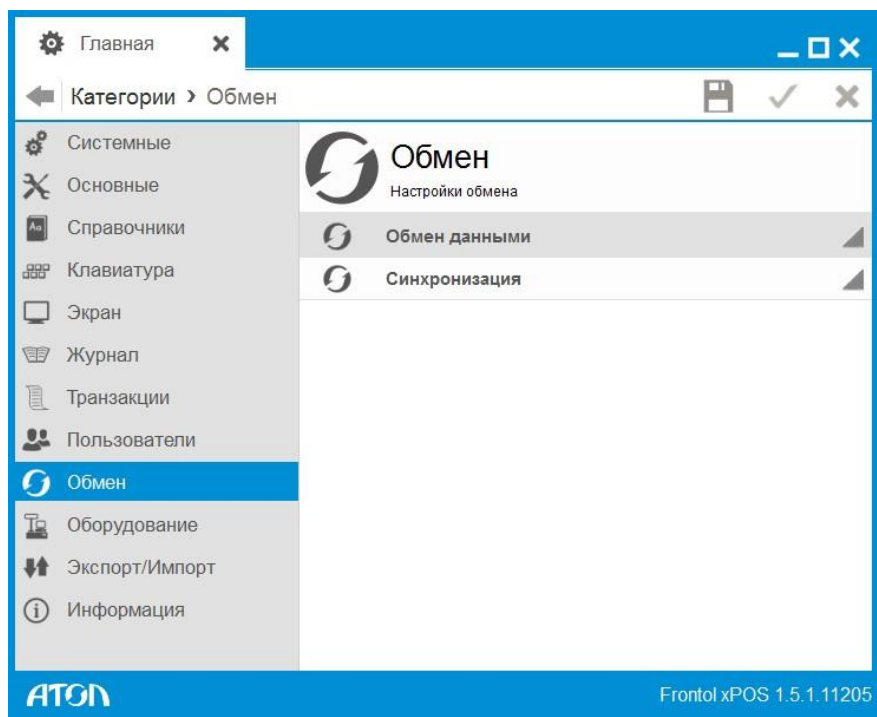 Главная
Категории › Обмен
Системные
Основные
Справочники
Клавиатура
Экран
Журнал
Транзакции
Пользователи
Обмен
Оборудование
Экспорт/Импорт
Информация
Обмен
Настройки обмена
Обмен данными
Синхронизация
АТОЛ
Frontol xPOS 1.5.1.11205